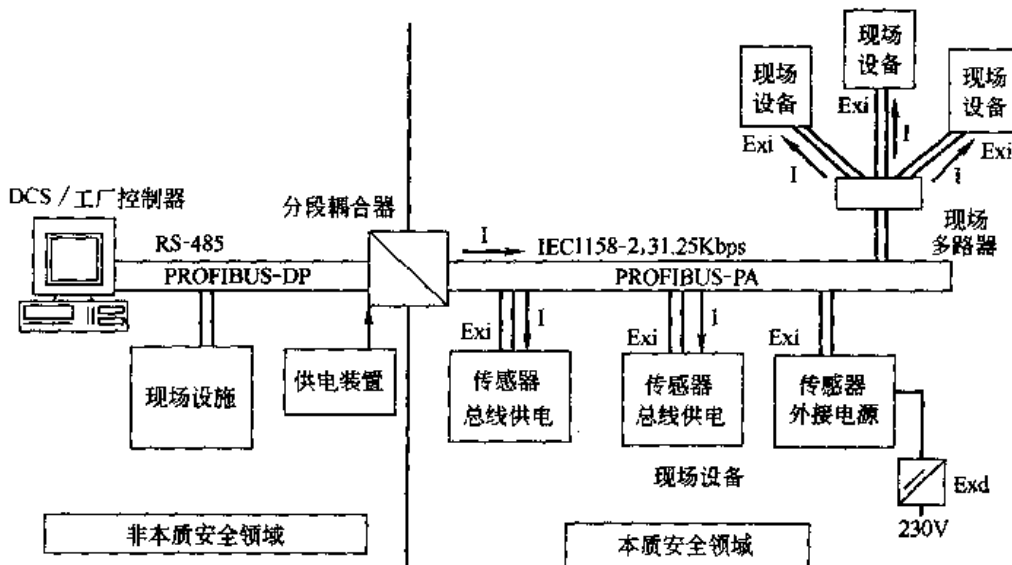 现场
设备
现场
设备
现场
设备
Exi
Exi
Exi
I
I
I
现场
多路器
DCS/工厂控制器
分段耦合器
RS-485
I
IEC1158-2,31.25Kbps
PROFIBUS-DP
PROFIBUS-PA
Exi
I
Exi
I
Exi
现场设施
供电装置
传感器
总线供电
传感器
总线供电
传感器
外接电源
现场设备
Exd
230V
非本质安全领域
本质安全领域